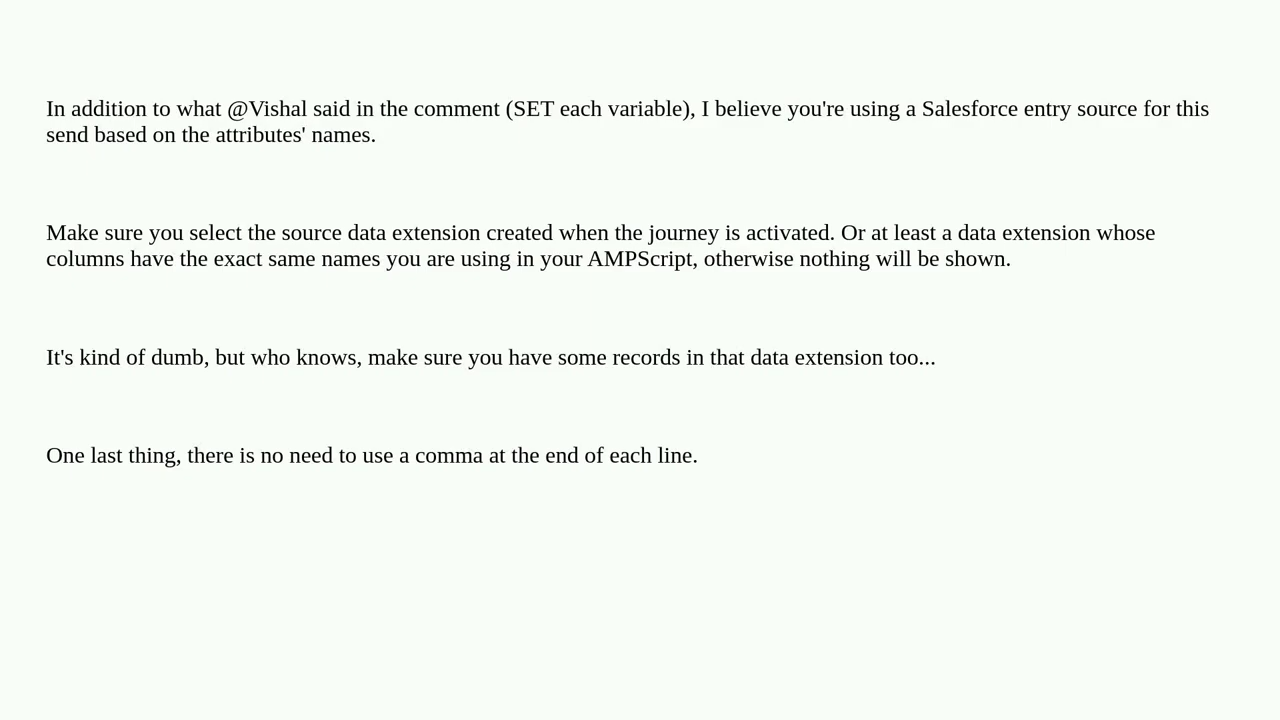 In addition to what @Vishal said in the comment (SET each variable), I believe you're using a Salesforce entry source for this
send based on the attributes' names.
Make sure you select the source data extension created when the journey is activated. Or at least a data extension whose
columns have the exact same names you are using in your AMPScript, otherwise nothing will be shown.
It's kind of dumb, but who knows, make sure you have some records in that data extension too...
One last thing, there is no need to use a comma at the end of each line.